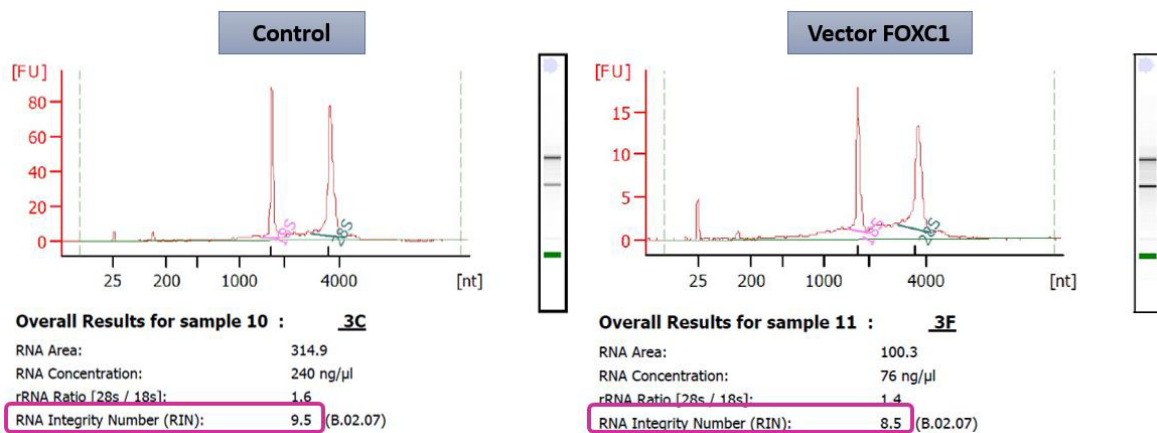 Control
Vector FOXC1
[FU]
80
60
40
20
0
18S
28S
25 200 1000 4000 [nt]
[FU]
15
10
5
0
18S
28S
25 200 1000 4000 [nt]
Overall Results for sample 10 : 3C
RNA Area: 314.9
RNA Concentration: 240 ng/µl
rRNA Ratio [28s / 18s]: 1.6
RNA Integrity Number (RIN): 9.5 (B.02.07)
Overall Results for sample 11 : 3F
RNA Area: 100.3
RNA Concentration: 76 ng/µl
rRNA Ratio [28s / 18s]: 1.4
RNA Integrity Number (RIN): 8.5 (B.02.07)